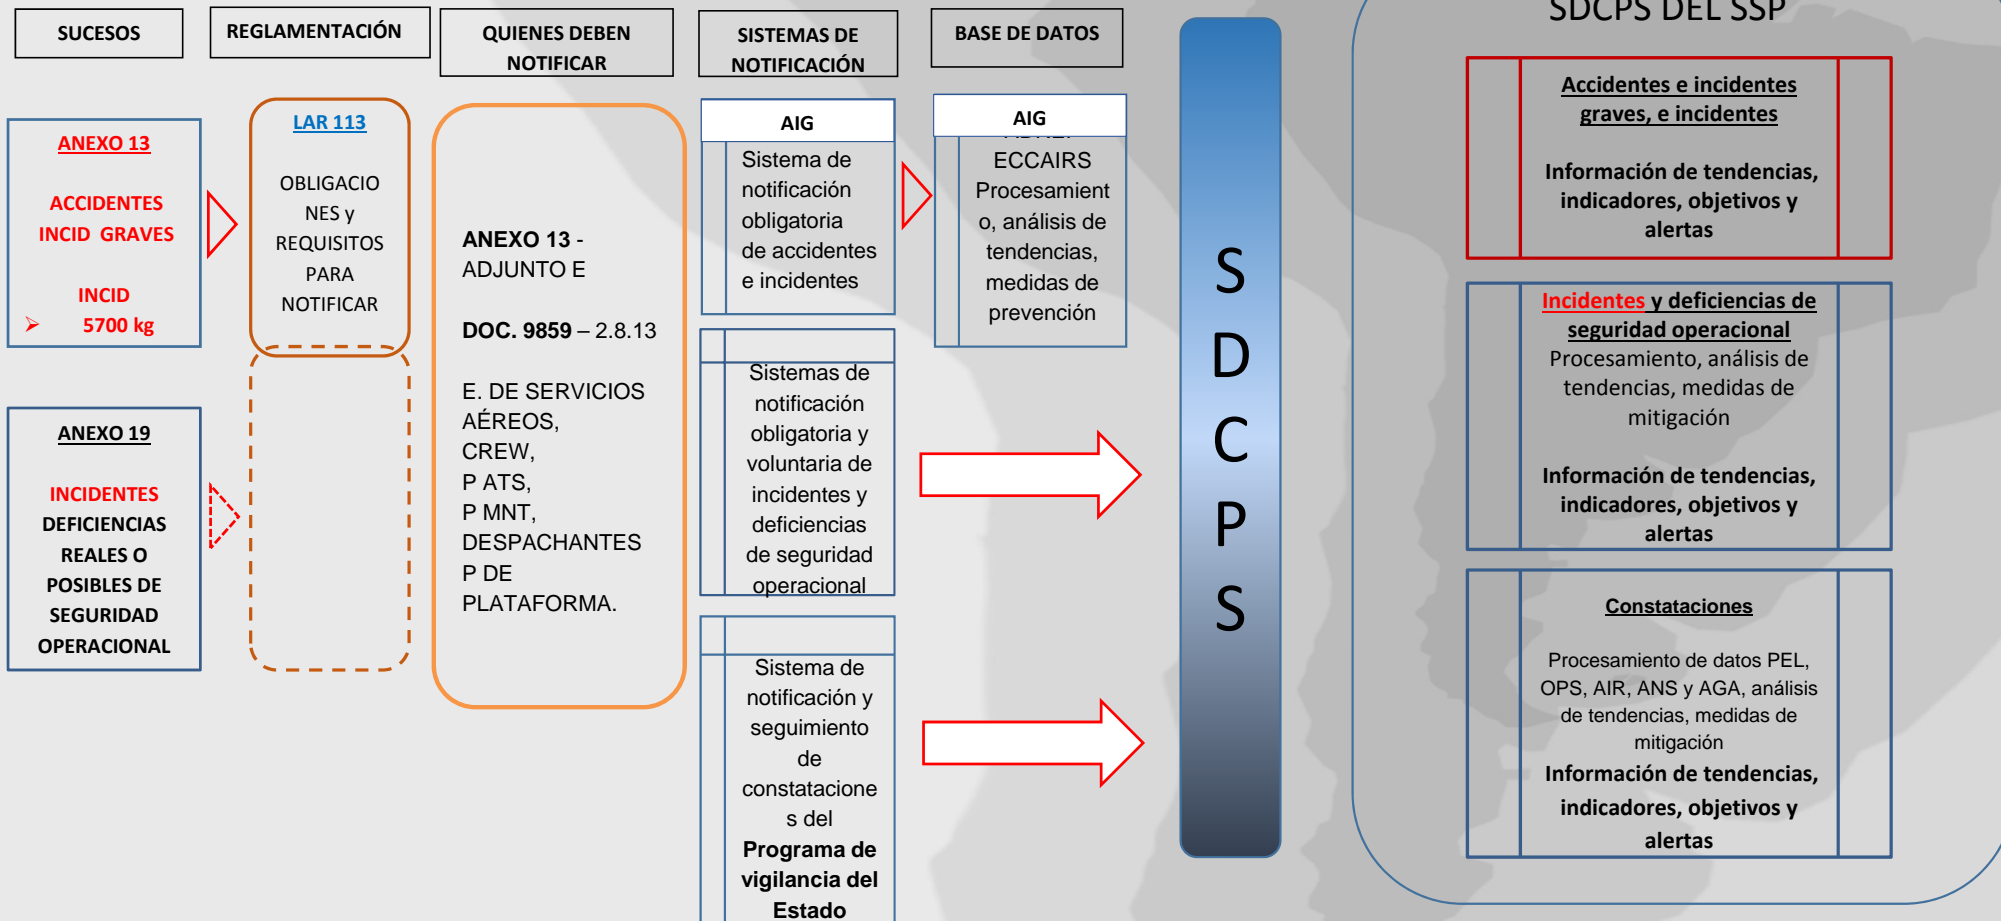 SUCESOS
REGLAMENTACIÓN
QUIENES DEBEN
NOTIFICAR
SISTEMAS DE
NOTIFICACIÓN
BASE DE DATOS
ANEXO 13
ACCIDENTES
INCID GRAVES
INCID
➢ 5700 kg
ANEXO 19
INCIDENTES
DEFICIENCIAS
REALES O
POSIBLES DE
SEGURIDAD
OPERACIONAL
LAR 113
OBLIGACIO
NES y
REQUISITOS
PARA
NOTIFICAR
ANEXO 13 -
ADJUNTO E
DOC. 9859 – 2.8.13
E. DE SERVICIOS
AÉREOS,
CREW,
P ATS,
P MNT,
DESPACHANTES
P DE
PLATAFORMA.
AIG
Sistema de
notificación
obligatoria
de accidentes
e incidentes
Sistemas de
notificación
obligatoria y
voluntaria de
incidentes y
deficiencias
de seguridad
operacional
Sistema de
notificación y
seguimiento
de
constatacione
s del
Programa de
vigilancia del
Estado
AIG
ECCAIRS
Procesamient
o, análisis de
tendencias,
medidas de
prevención
S
D
C
P
S
SDCPS DEL SSP
Accidentes e incidentes
graves, e incidentes
Información de tendencias,
indicadores, objetivos y
alertas
Incidentes y deficiencias de
seguridad operacional
Procesamiento, análisis de
tendencias, medidas de
mitigación
Información de tendencias,
indicadores, objetivos y
alertas
Constataciones
Procesamiento de datos PEL,
OPS, AIR, ANS y AGA, análisis
de tendencias, medidas de
mitigación
Información de tendencias,
indicadores, objetivos y
alertas